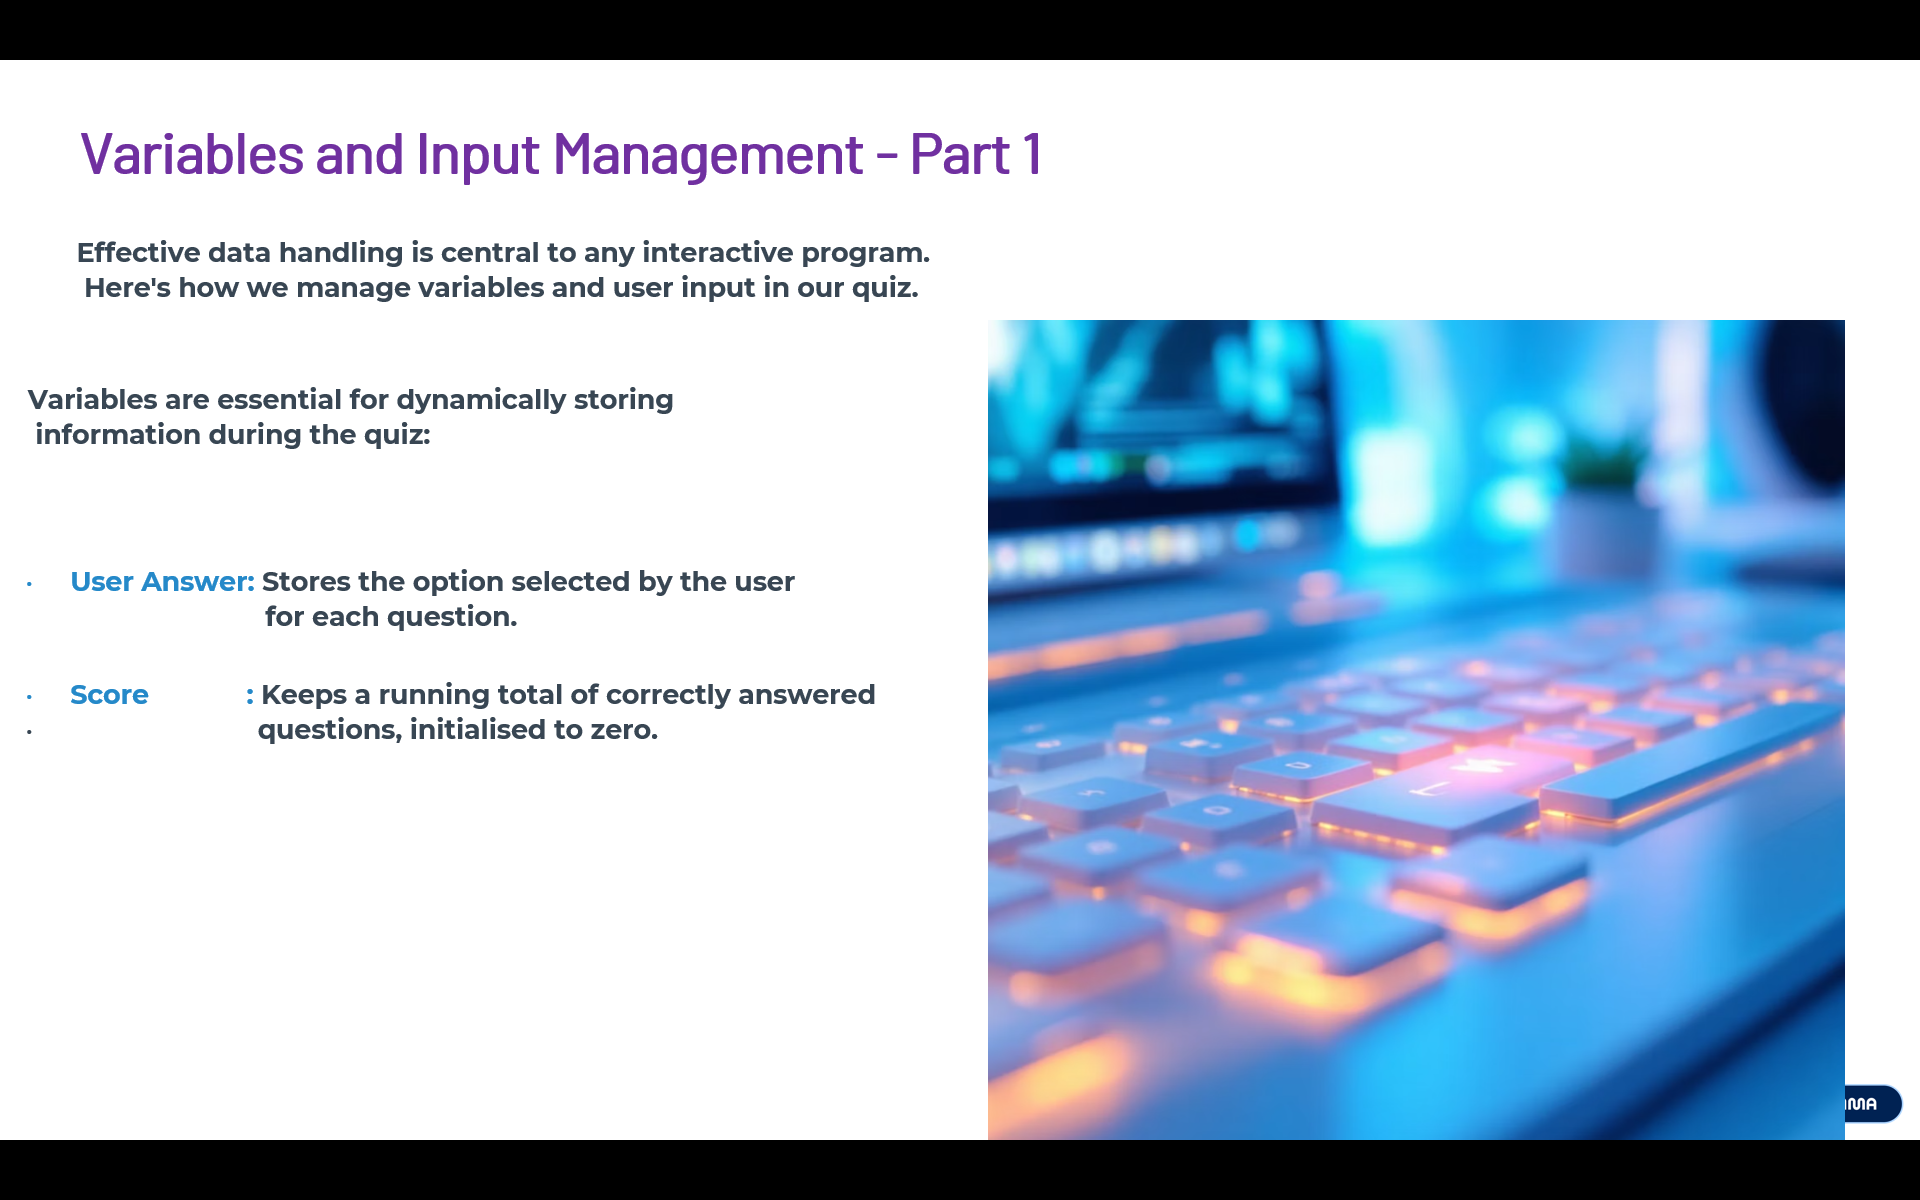 Variables and Input Management – Part 1
Effective data handling is central to any interactive program.
Here's how we manage variables and user input in our quiz.
Variables are essential for dynamically storing
information during the quiz:
• User Answer: Stores the option selected by the user
for each question.
• Score : Keeps a running total of correctly answered
• questions, initialised to zero.